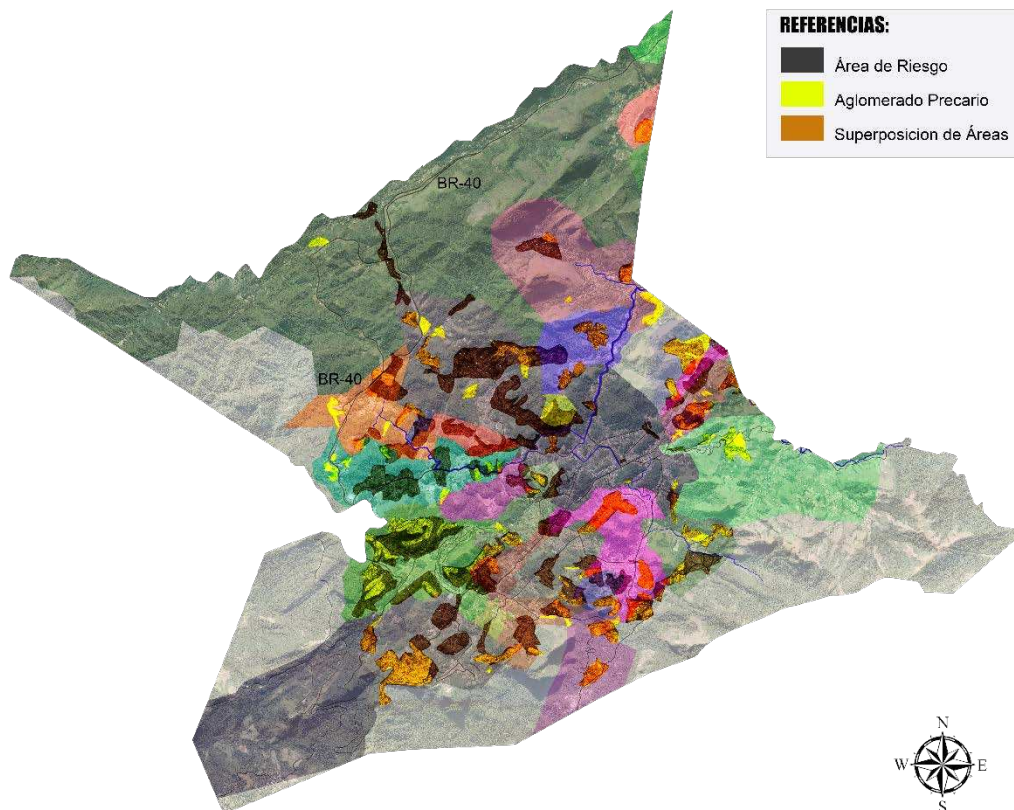 REFERENCIAS:
Área de Riesgo
Aglomerado Precario
Superposicion de Áreas
BR-40
BR-40
N
W E
S